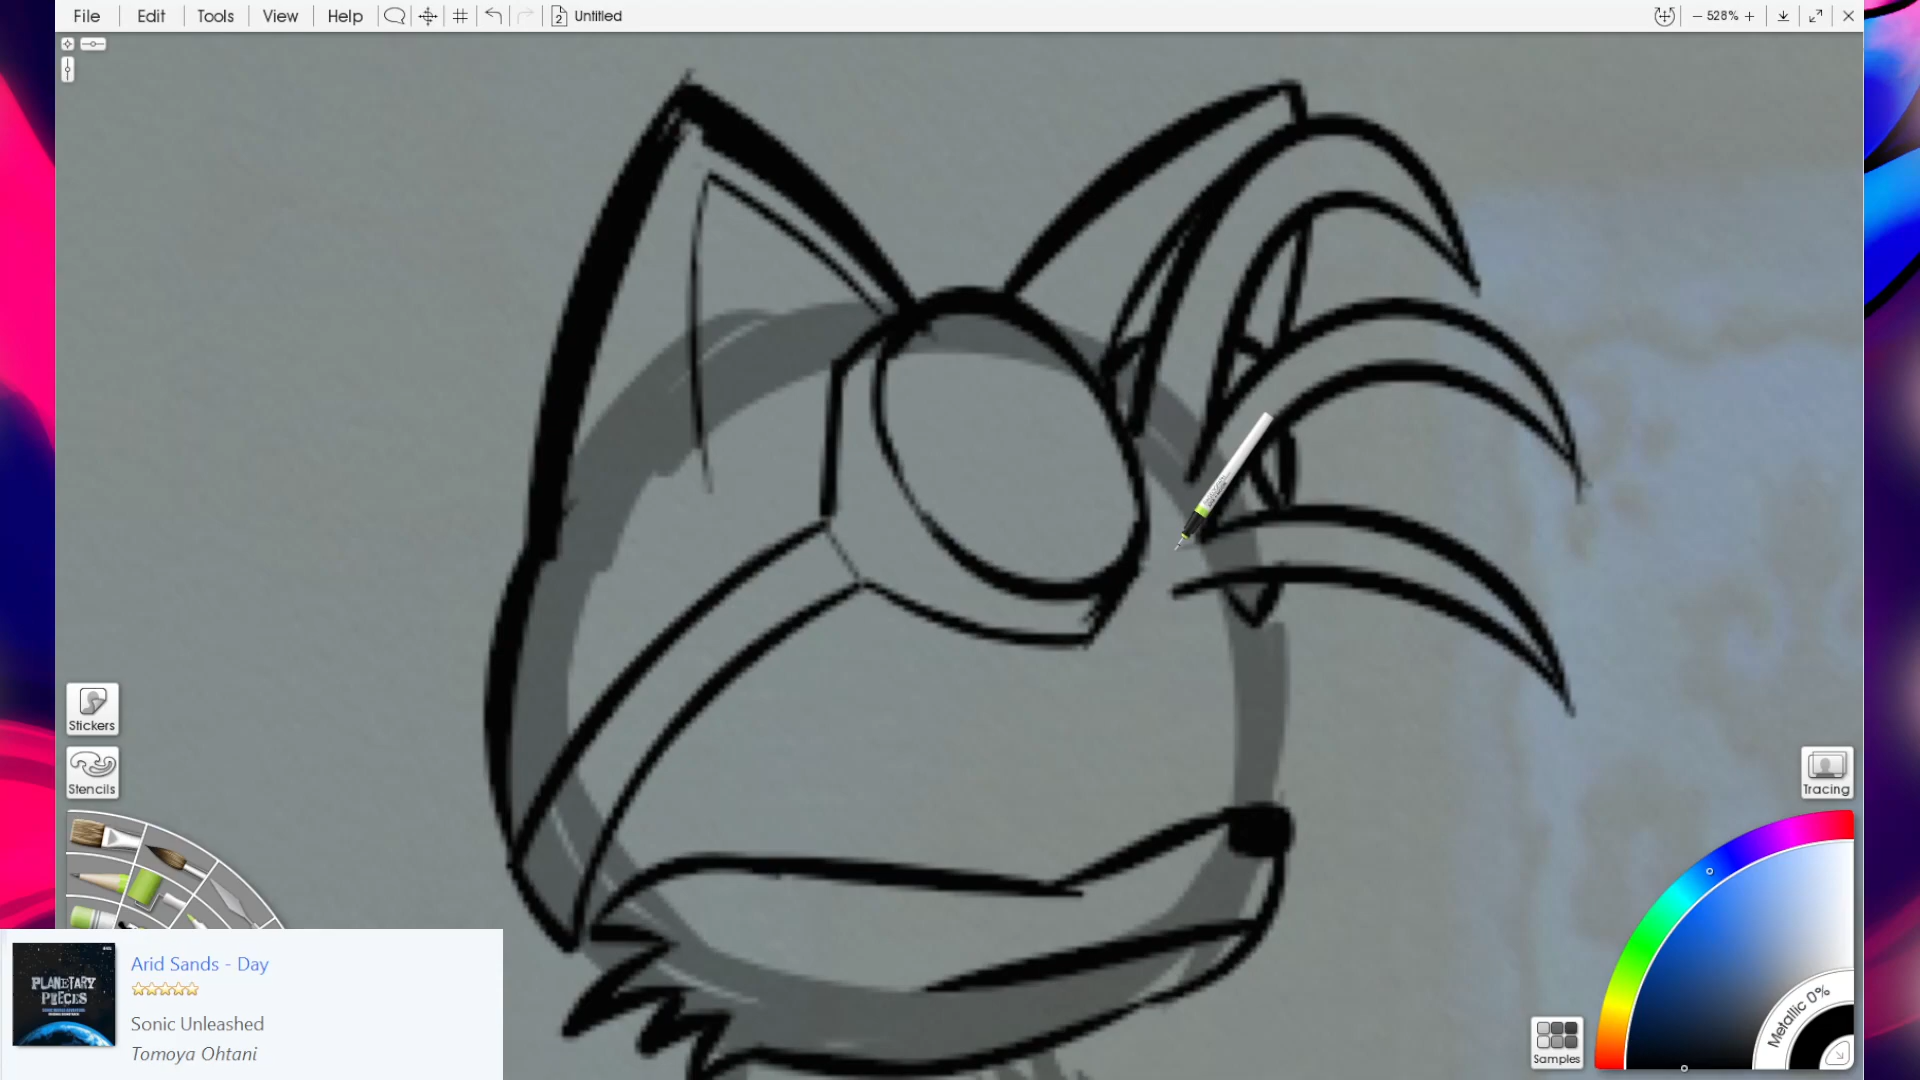 File Edit Tools View Help 2 Untitled 528%
Stickers
Stencils
Tracing
Metallic 0%
Samples
PLANETARY
PIECES
Arid Sands - Day
Sonic Unleashed
Tomoya Ohtani